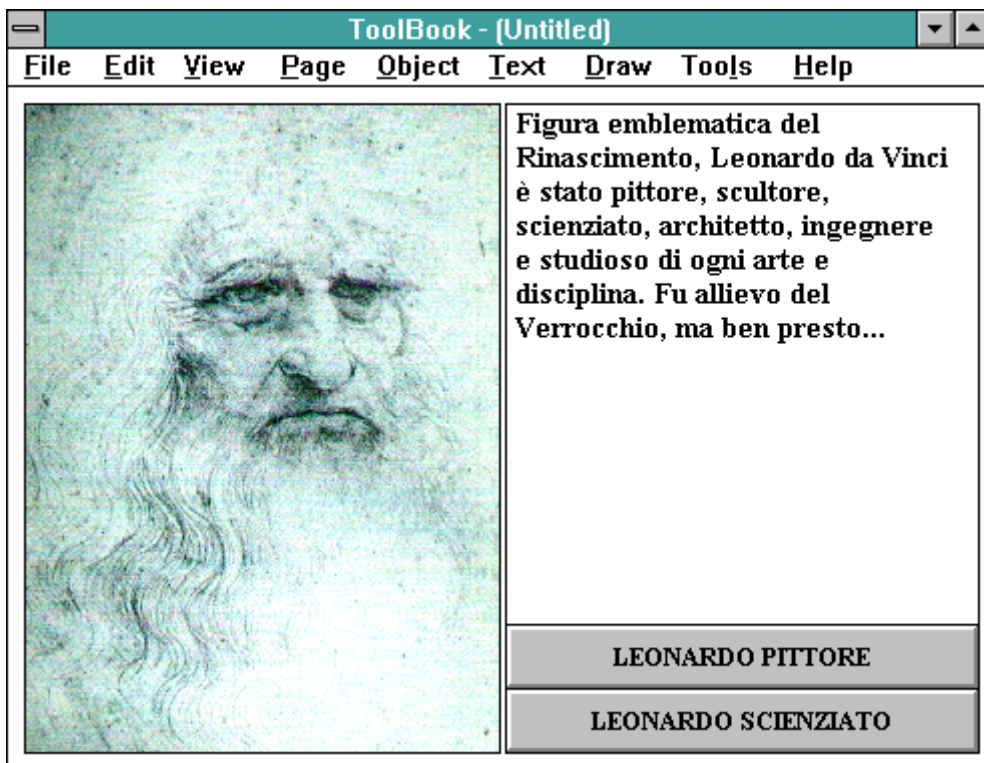 ToolBook - (Untitled)
File Edit View Page Object Text Draw Tools Help
Figura emblematica del
Rinascimento, Leonardo da Vinci
è stato pittore, scultore,
scienziato, architetto, ingegnere
e studioso di ogni arte e
disciplina. Fu allievo del
Verrocchio, ma ben presto...
LEONARDO PITTORE
LEONARDO SCIENZIATO